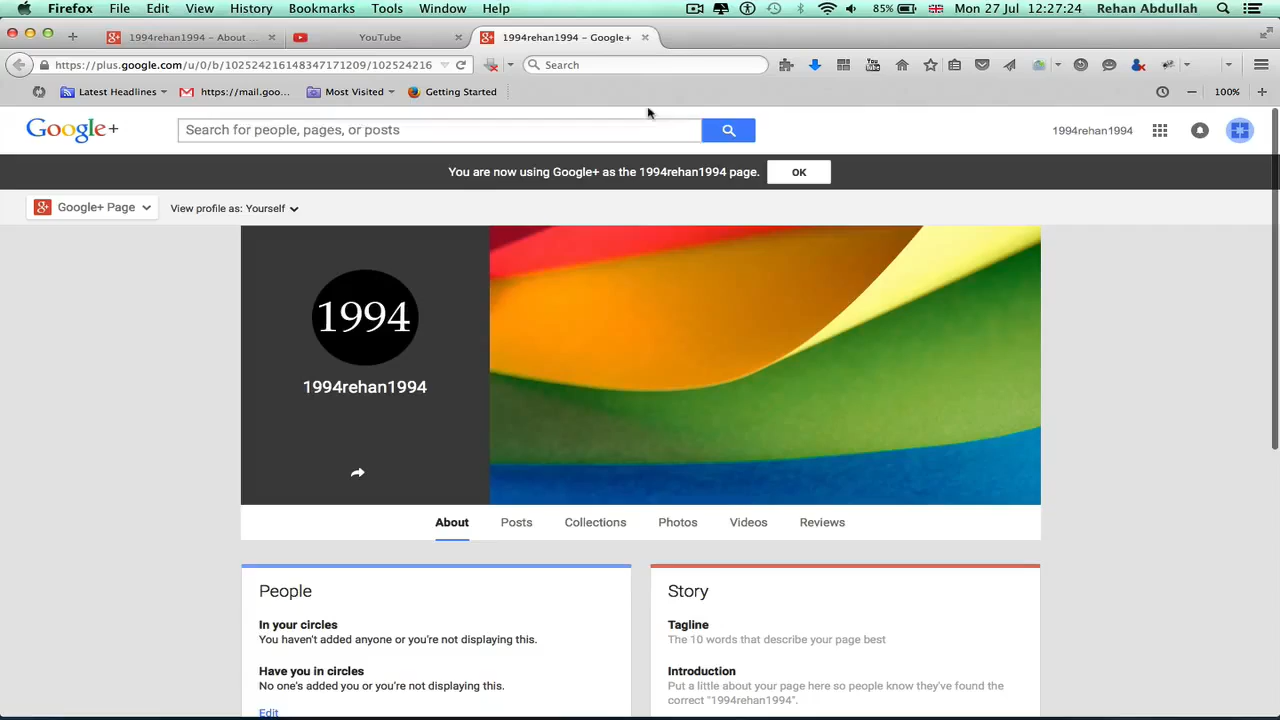 Firefox File Edit View History Bookmarks Tools Window Help 85% Mon 27 Jul 12:27:24 Rehan Abdullah
1994rehan1994 – About ... YouTube 1994rehan1994 – Google+
https://plus.google.com/u/0/b/102524216148347171209/102524216 Search
Latest Headlines https://mail.goo... Most Visited Getting Started 100%
Google+ Search for people, pages, or posts 1994rehan1994
You are now using Google+ as the 1994rehan1994 page. OK
Google+ Page View profile as: Yourself
1994
1994rehan1994
About Posts Collections Photos Videos Reviews
People
In your circles
You haven't added anyone or you're not displaying this.
Have you in circles
No one's added you or you're not displaying this.
Edit
Story
Tagline
The 10 words that describe your page best
Introduction
Put a little about your page here so people know they've found the
correct "1994rehan1994".